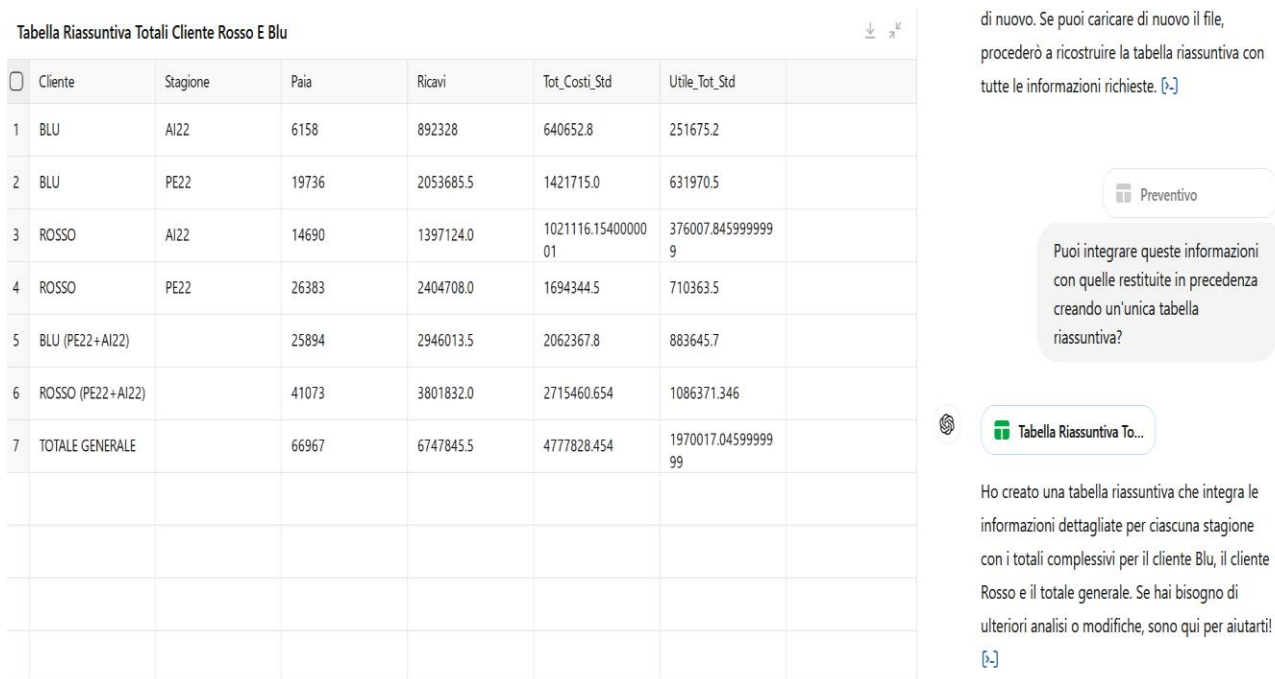 Tabella Riassuntiva Totali Cliente Rosso E Blu
Cliente Stagione Paia Ricavi Tot_Costi_Std Utile_Tot_Std
1 BLU AI22 6158 892328 640652.8 251675.2
2 BLU PE22 19736 2053685.5 1421715.0 631970.5
3 ROSSO AI22 14690 1397124.0 1021116.15400000 376007.845999999
01 9
4 ROSSO PE22 26383 2404708.0 1694344.5 710363.5
5 BLU (PE22+AI22) 25894 2946013.5 2062367.8 883645.7
6 ROSSO (PE22+AI22) 41073 3801832.0 2715460.654 1086371.346
7 TOTALE GENERALE 66967 6747845.5 4777828.454 1970017.04599999
99
di nuovo. Se puoi caricare di nuovo il file,
procederò a ricostruire la tabella riassuntiva con
tutte le informazioni richieste. [>-]
Preventivo
Puoi integrare queste informazioni
con quelle restituite in precedenza
creando un'unica tabella
riassuntiva?
Tabella Riassuntiva To...
Ho creato una tabella riassuntiva che integra le
informazioni dettagliate per ciascuna stagione
con i totali complessivi per il cliente Blu, il cliente
Rosso e il totale generale. Se hai bisogno di
ulteriori analisi o modifiche, sono qui per aiutarti!
[>-]